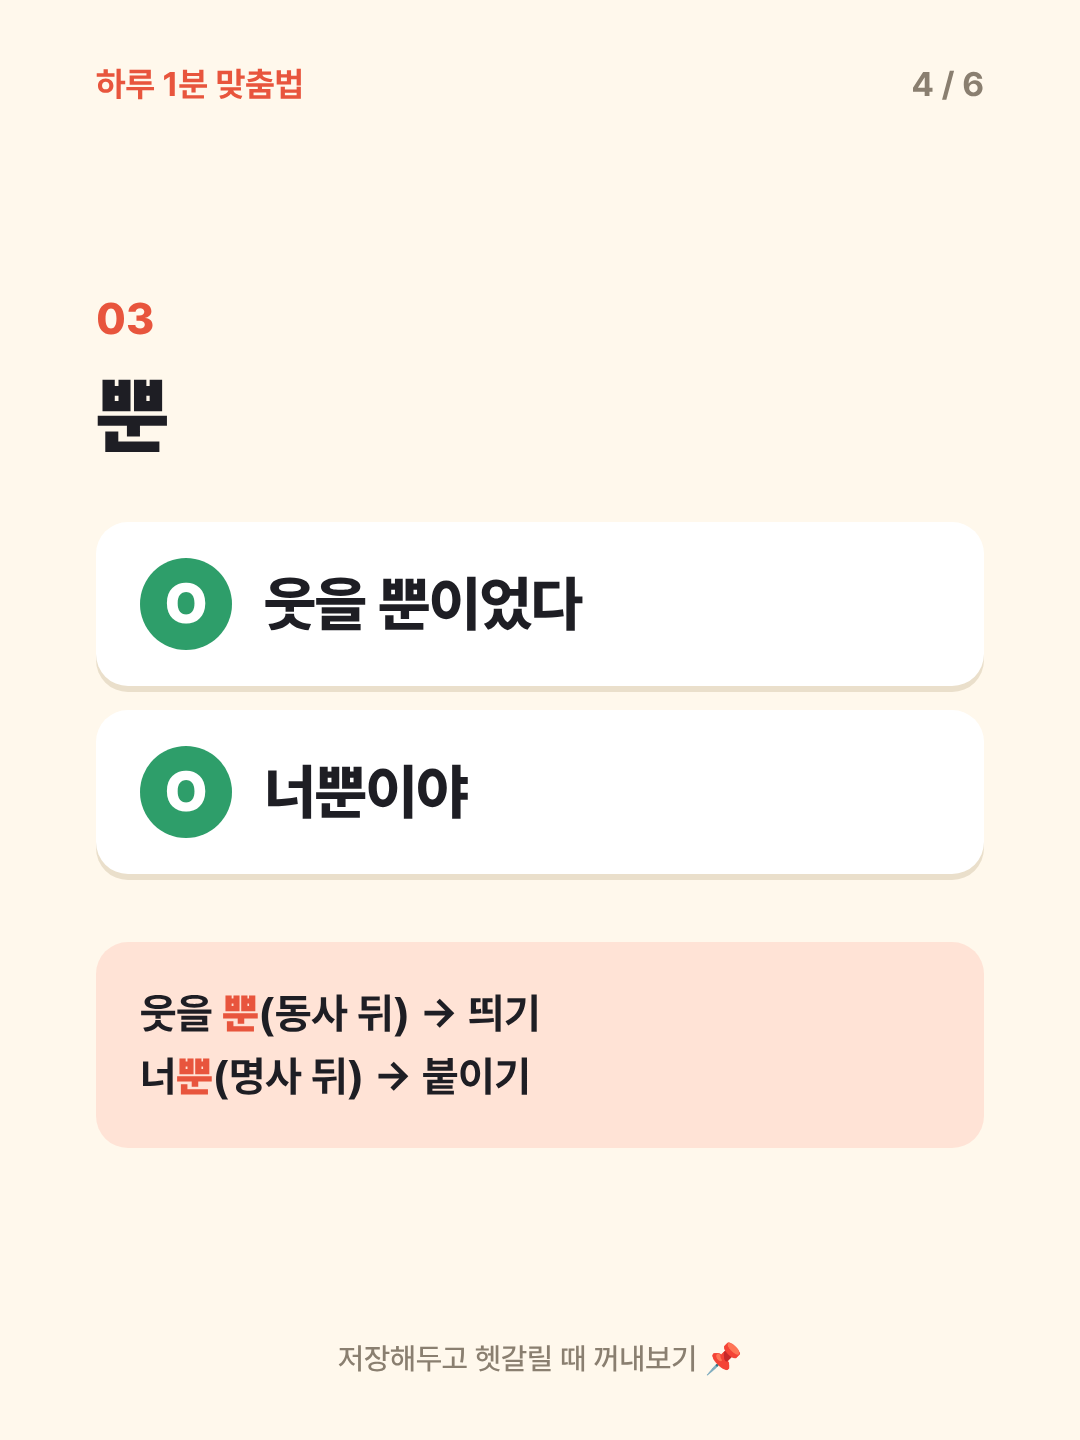 하루 1분 맞춤법
4 / 6
03
뿐
O 웃을 뿐이었다
O 너뿐이야
웃을 뿐(동사 뒤) → 띄기
너뿐(명사 뒤) → 붙이기
저장해두고 헷갈릴 때 꺼내보기 📌